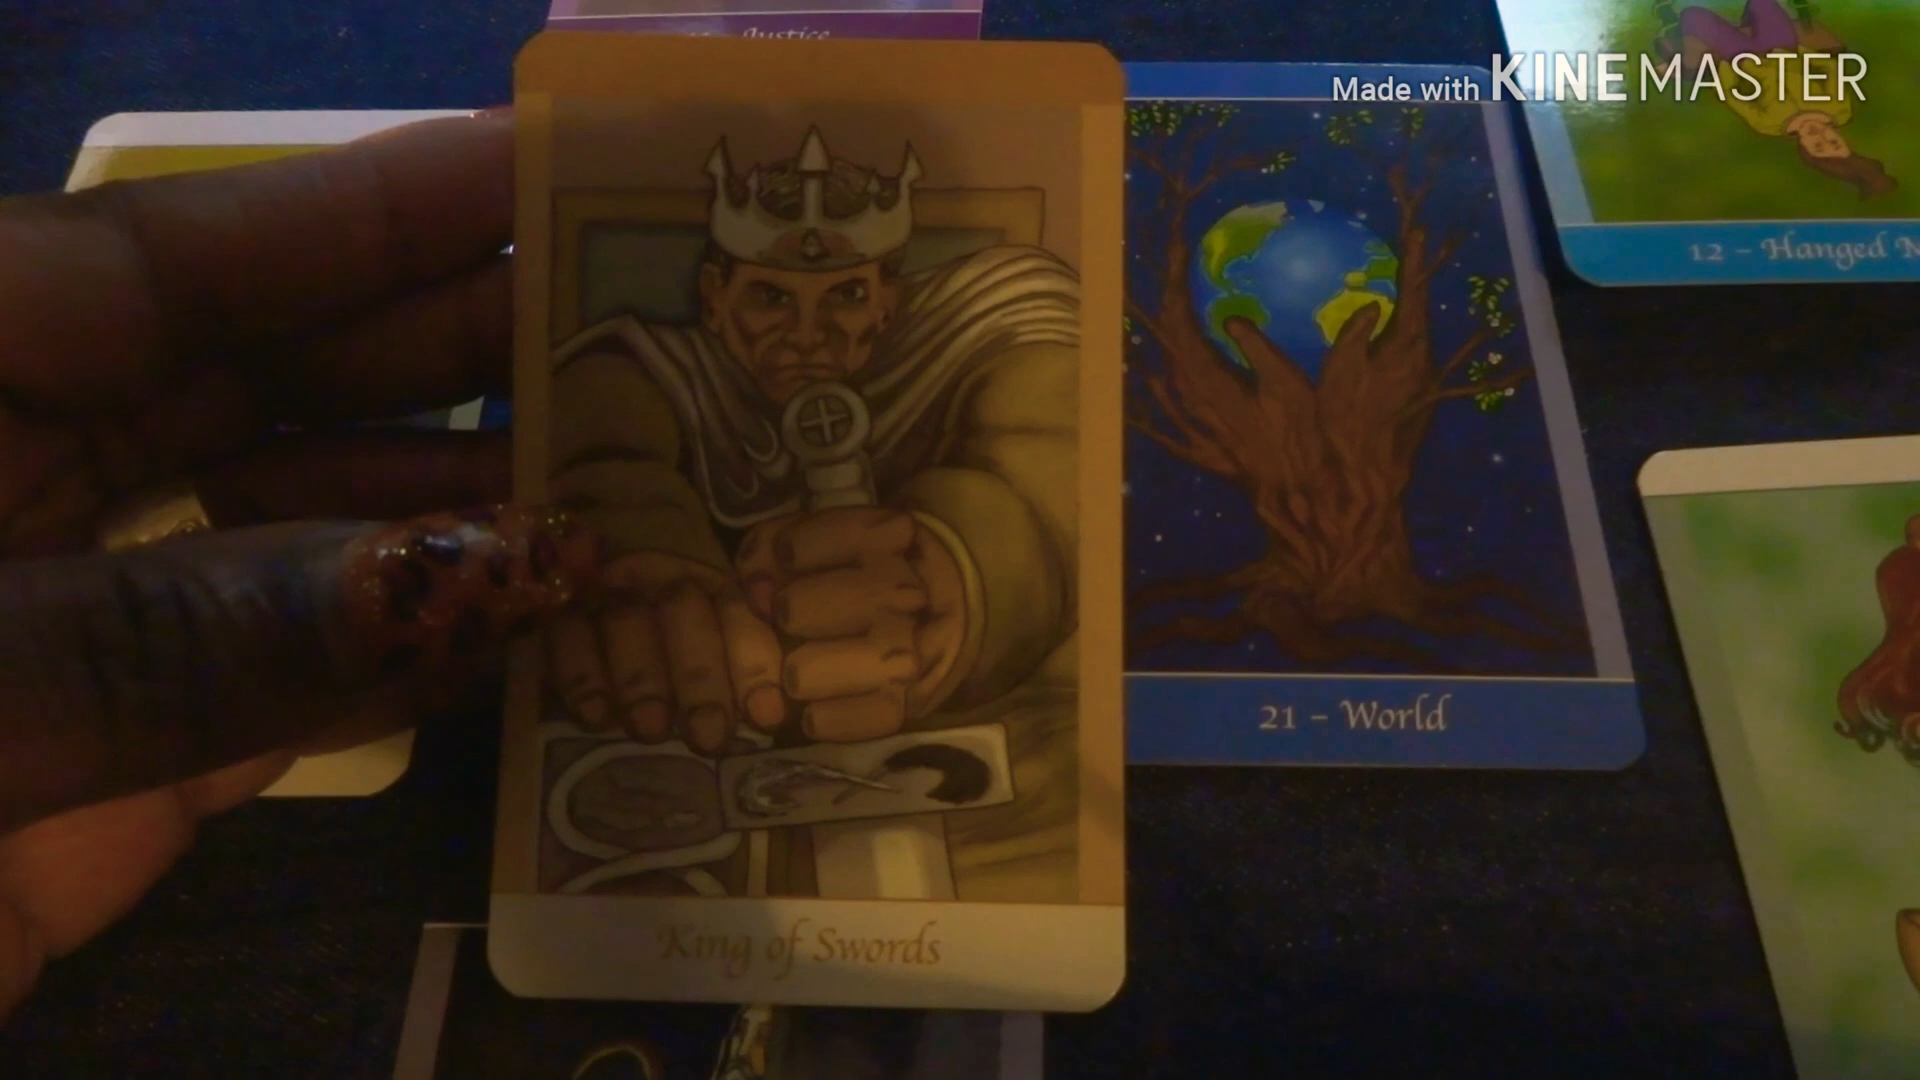 Justice
Made with KINEMASTER
12 - Hanged
21 - World
King of Swords